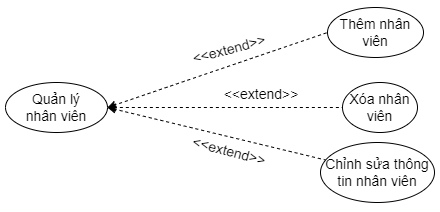 Thêm nhân
viên
<<extend>>
Quản lý
nhân viên
<<extend>>
Xóa nhân
viên
<<extend>>
Chỉnh sửa thông
tin nhân viên